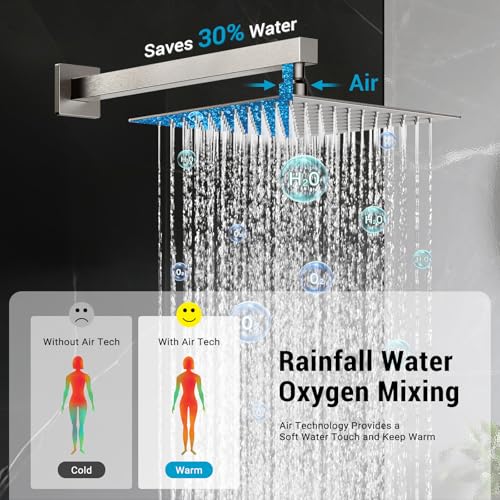 Saves 30% Water
Air
H₂O
H₂O
H₂O
O₂
O₂
Without Air Tech
With Air Tech
Cold
Warm
Rainfall Water
Oxygen Mixing
Air Technology Provides a
Soft Water Touch and Keep Warm